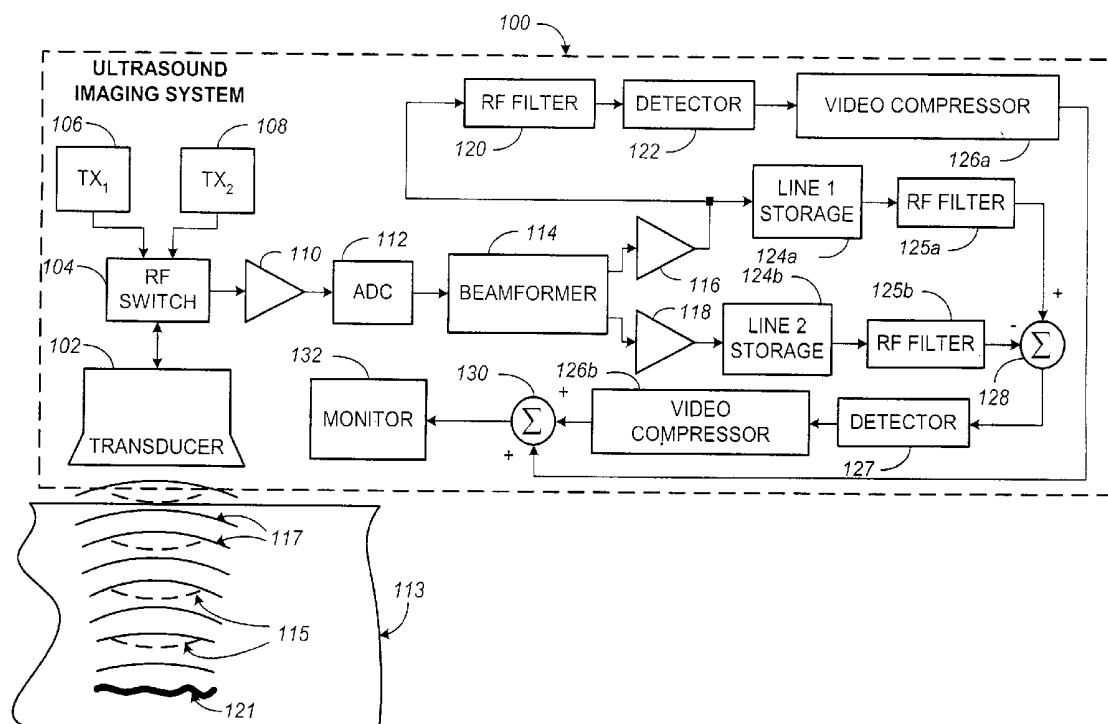 100
ULTRASOUND
IMAGING SYSTEM
106
108
TX1
TX2
RF FILTER
DETECTOR
VIDEO COMPRESSOR
120
122
126a
LINE 1
STORAGE
RF FILTER
124a
125a
104
RF
SWITCH
110
112
ADC
114
BEAMFORMER
116
118
124b
LINE 2
STORAGE
125b
RF FILTER
+
-
Σ
128
102
TRANSDUCER
132
MONITOR
130
Σ
+
+
126b
VIDEO
COMPRESSOR
DETECTOR
127
117
113
115
121